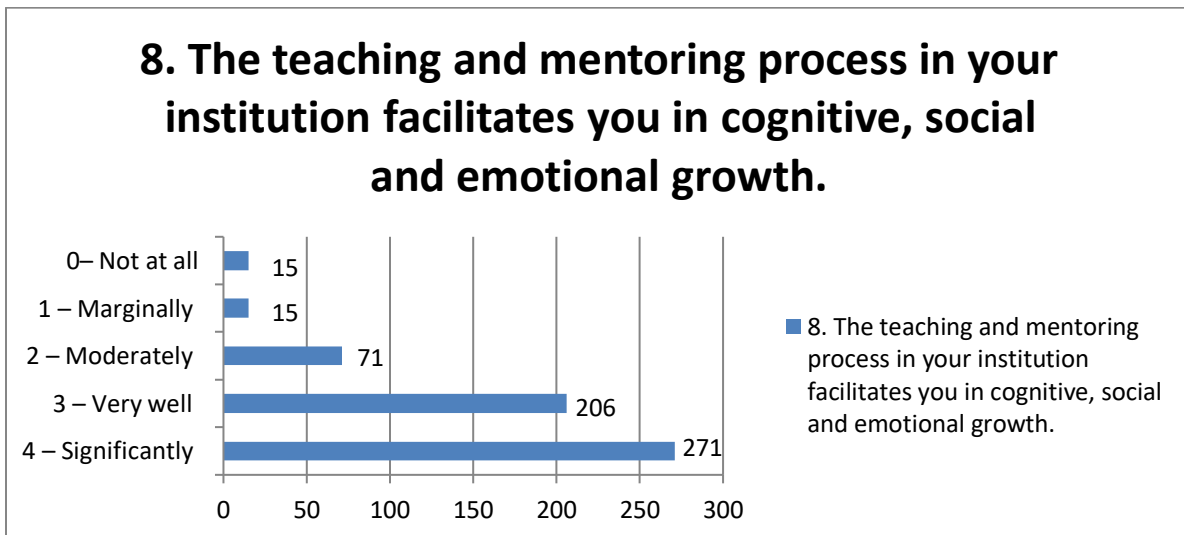 8. The teaching and mentoring process in your
institution facilitates you in cognitive, social
and emotional growth.
0– Not at all
15
1 – Marginally
15
2 – Moderately
71
3 – Very well
206
4 – Significantly
271
0
50
100
150
200
250
300
8. The teaching and mentoring
process in your institution
facilitates you in cognitive, social
and emotional growth.